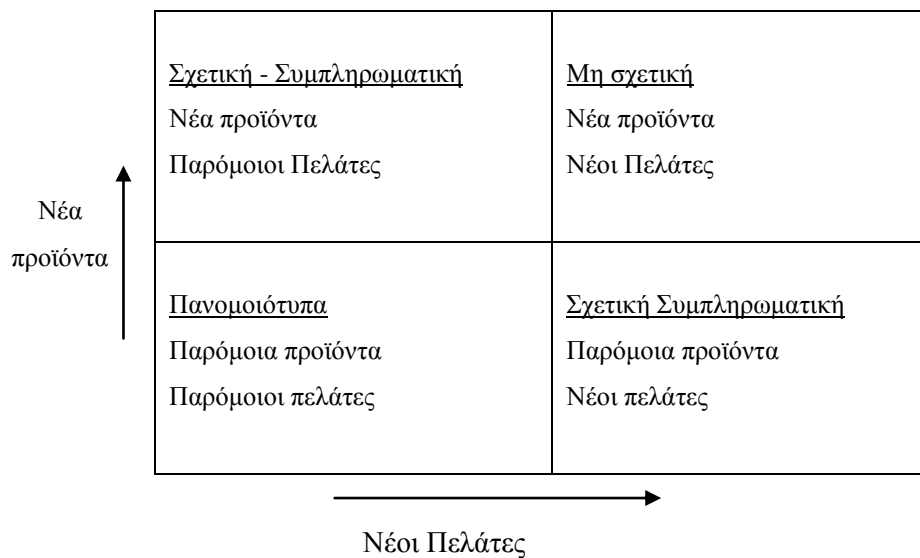 Σχετική - Συμπληρωματική
Νέα προϊόντα
Παρόμοιοι Πελάτες
Μη σχετική
Νέα προϊόντα
Νέοι Πελάτες
Νέα
προϊόντα
Πανομοιότυπα
Παρόμοια προϊόντα
Παρόμοιοι πελάτες
Σχετική Συμπληρωματική
Παρόμοια προϊόντα
Νέοι πελάτες
Νέοι Πελάτες